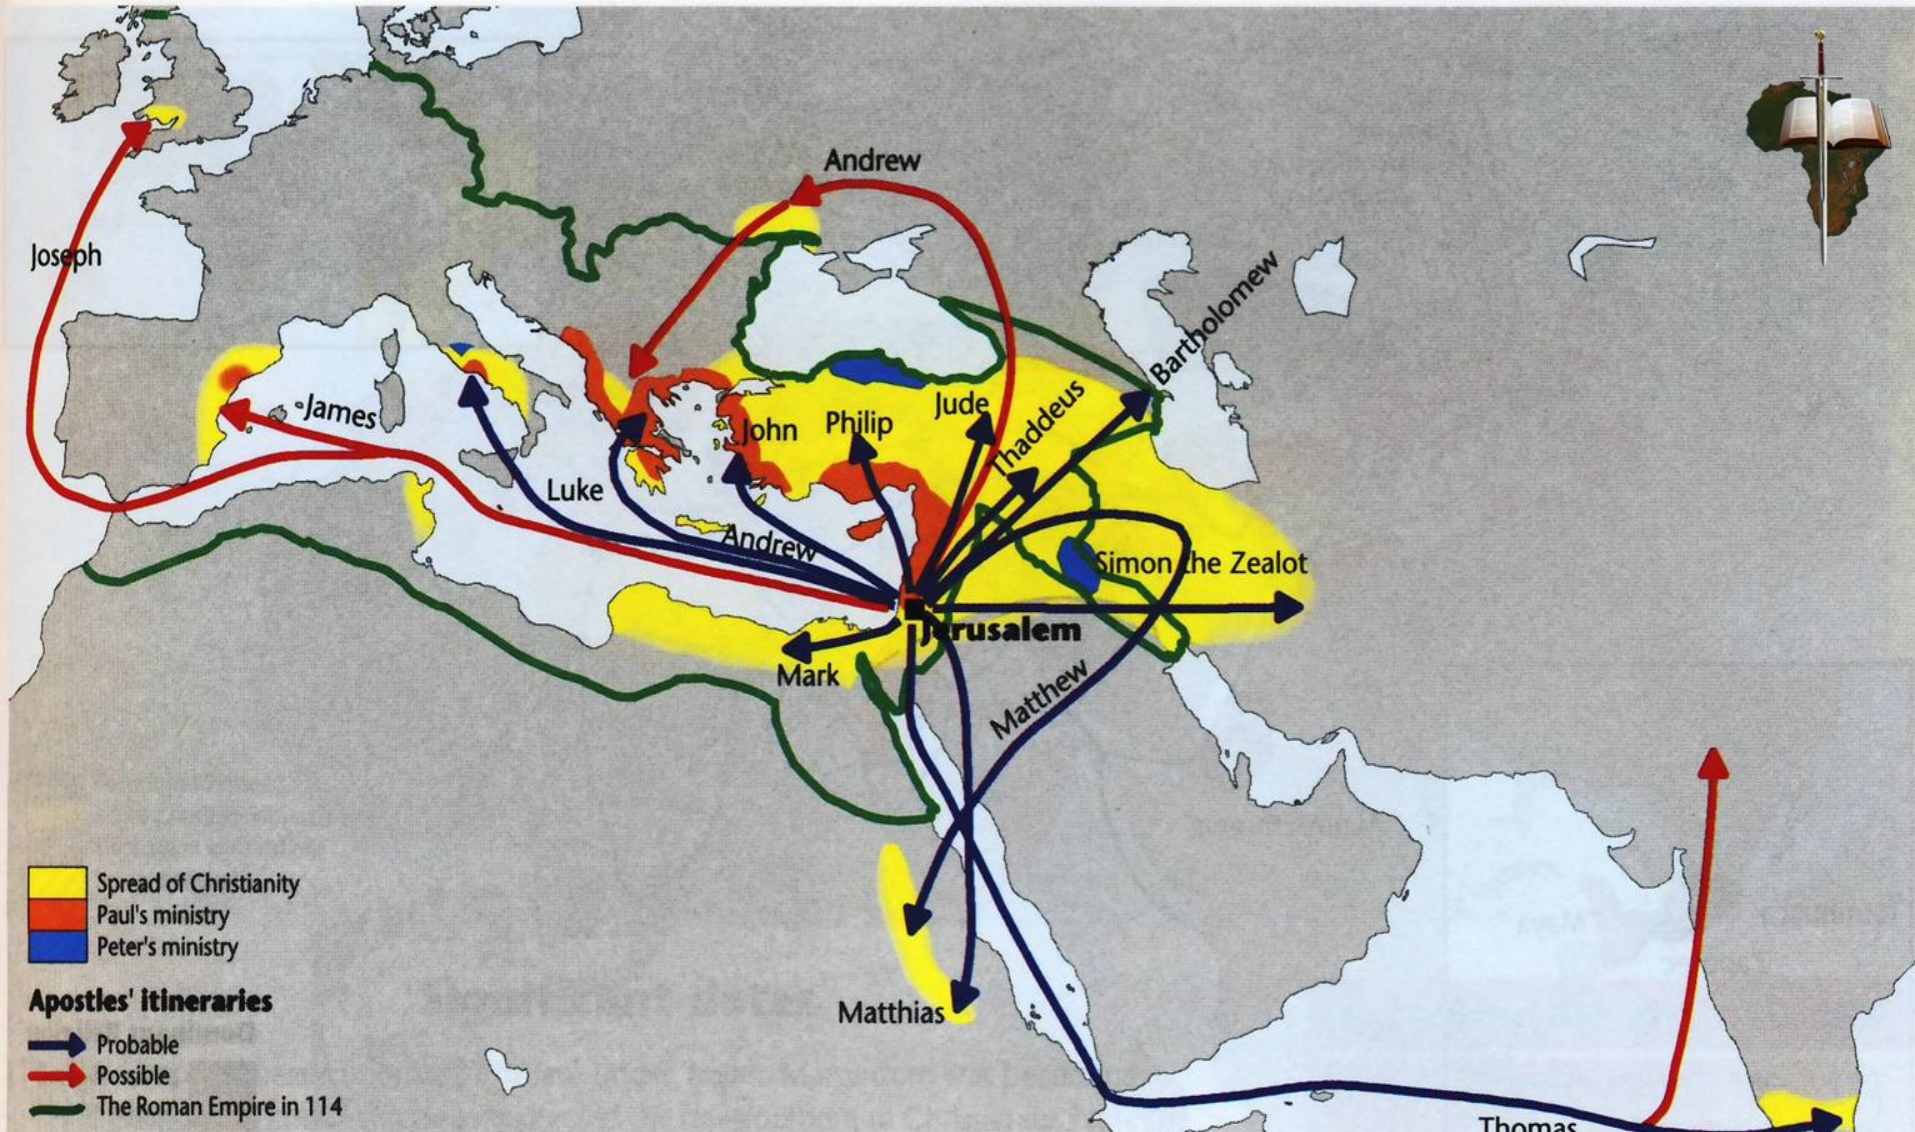 Andrew
Joseph
Bartholomew
James
John
Philip
Jude
Thaddeus
Luke
Andrew
Simon the Zealot
Jerusalem
Mark
Matthew
Matthias
Thomas
Spread of Christianity
Paul's ministry
Peter's ministry
Apostles' itineraries
Probable
Possible
The Roman Empire in 114